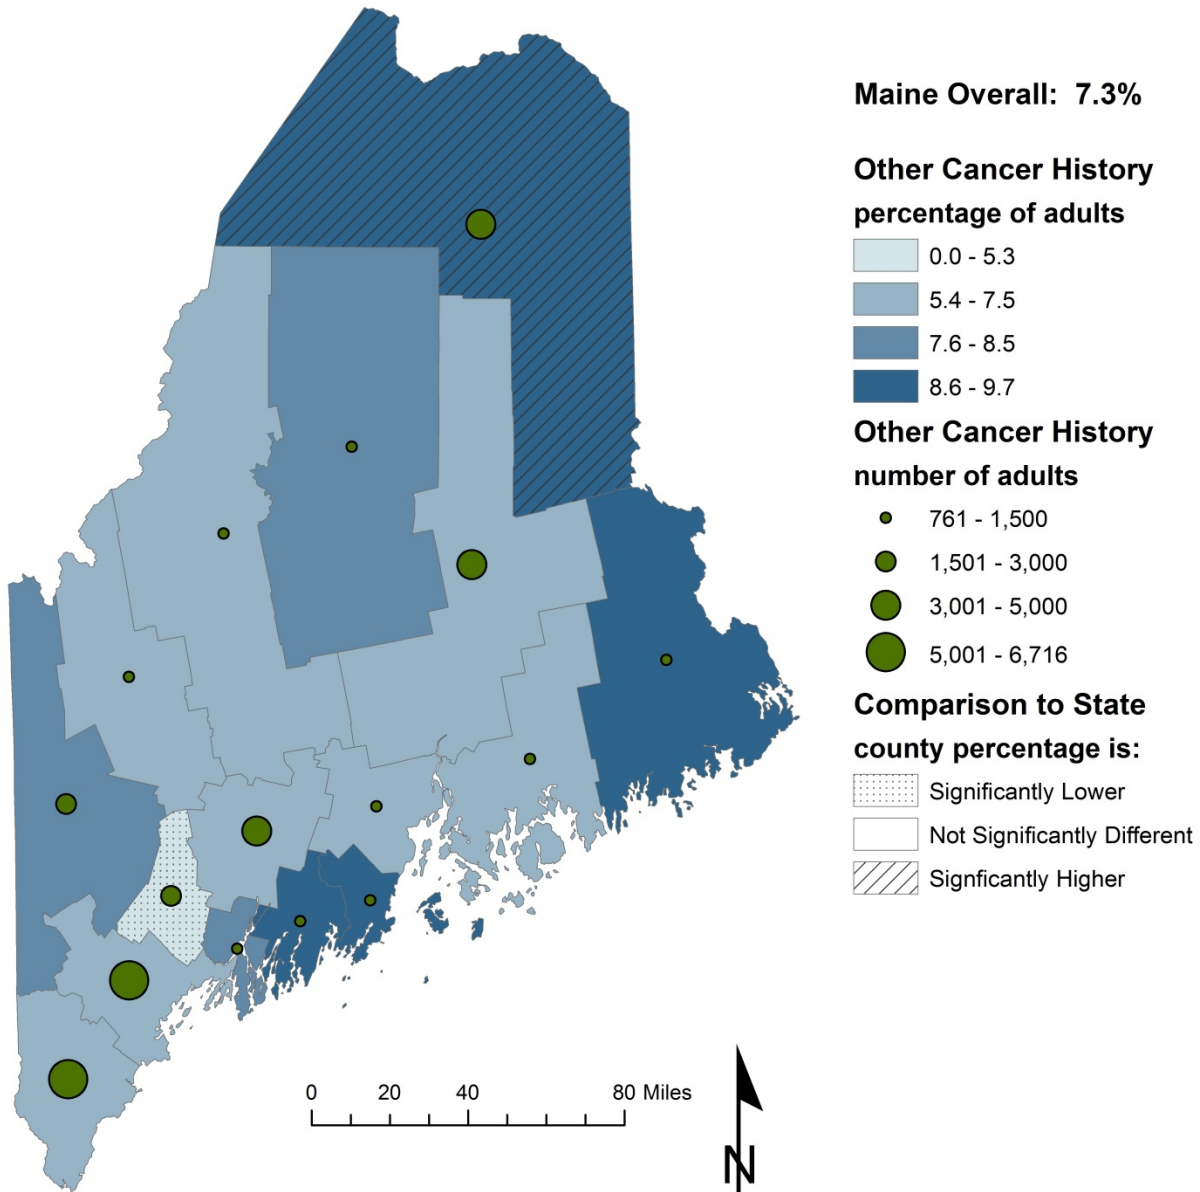 Maine Overall: 7.3%
Other Cancer History
percentage of adults
0.0 - 5.3
5.4 - 7.5
7.6 - 8.5
8.6 - 9.7
Other Cancer History
number of adults
761 - 1,500
1,501 - 3,000
3,001 - 5,000
5,001 - 6,716
Comparison to State
county percentage is:
Significantly Lower
Not Significantly Different
Signficantly Higher
0 20 40 80 Miles
N